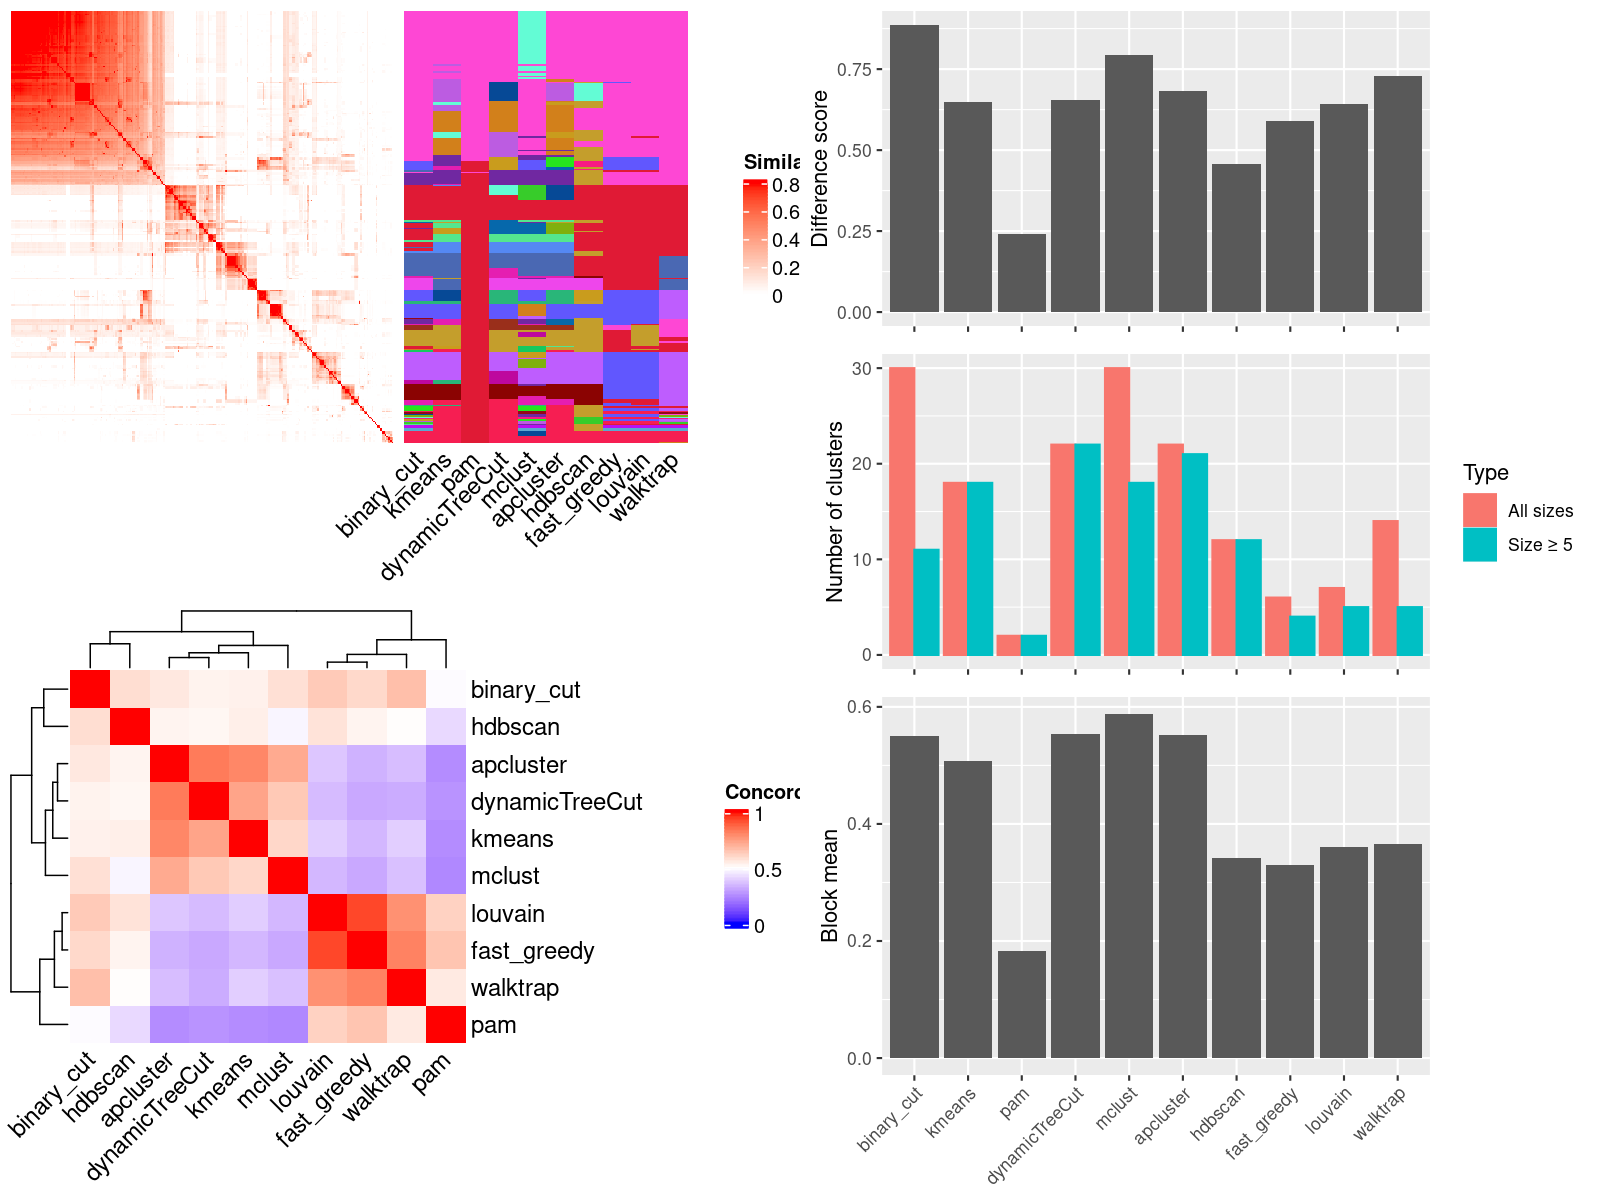 Simila
0.8
0.6
0.4
0.2
0
binary_cut
kmeans
pam
dynamicTreeCut
mclust
apcluster
hdbscan
fast_greedy
louvain
walktrap
binary_cut
hdbscan
apcluster
dynamicTreeCut
kmeans
mclust
louvain
fast_greedy
walktrap
pam
Concord
1
0.5
0
binary_cut
hdbscan
apcluster
dynamicTreeCut
kmeans
mclust
louvain
fast_greedy
walktrap
pam
Difference score
0.75
0.50
0.25
0.00
Number of clusters
30
20
10
0
Type
All sizes
Size ≥ 5
Block mean
0.6
0.4
0.2
0.0
binary_cut
kmeans
pam
dynamicTreeCut
mclust
apcluster
hdbscan
fast_greedy
louvain
walktrap